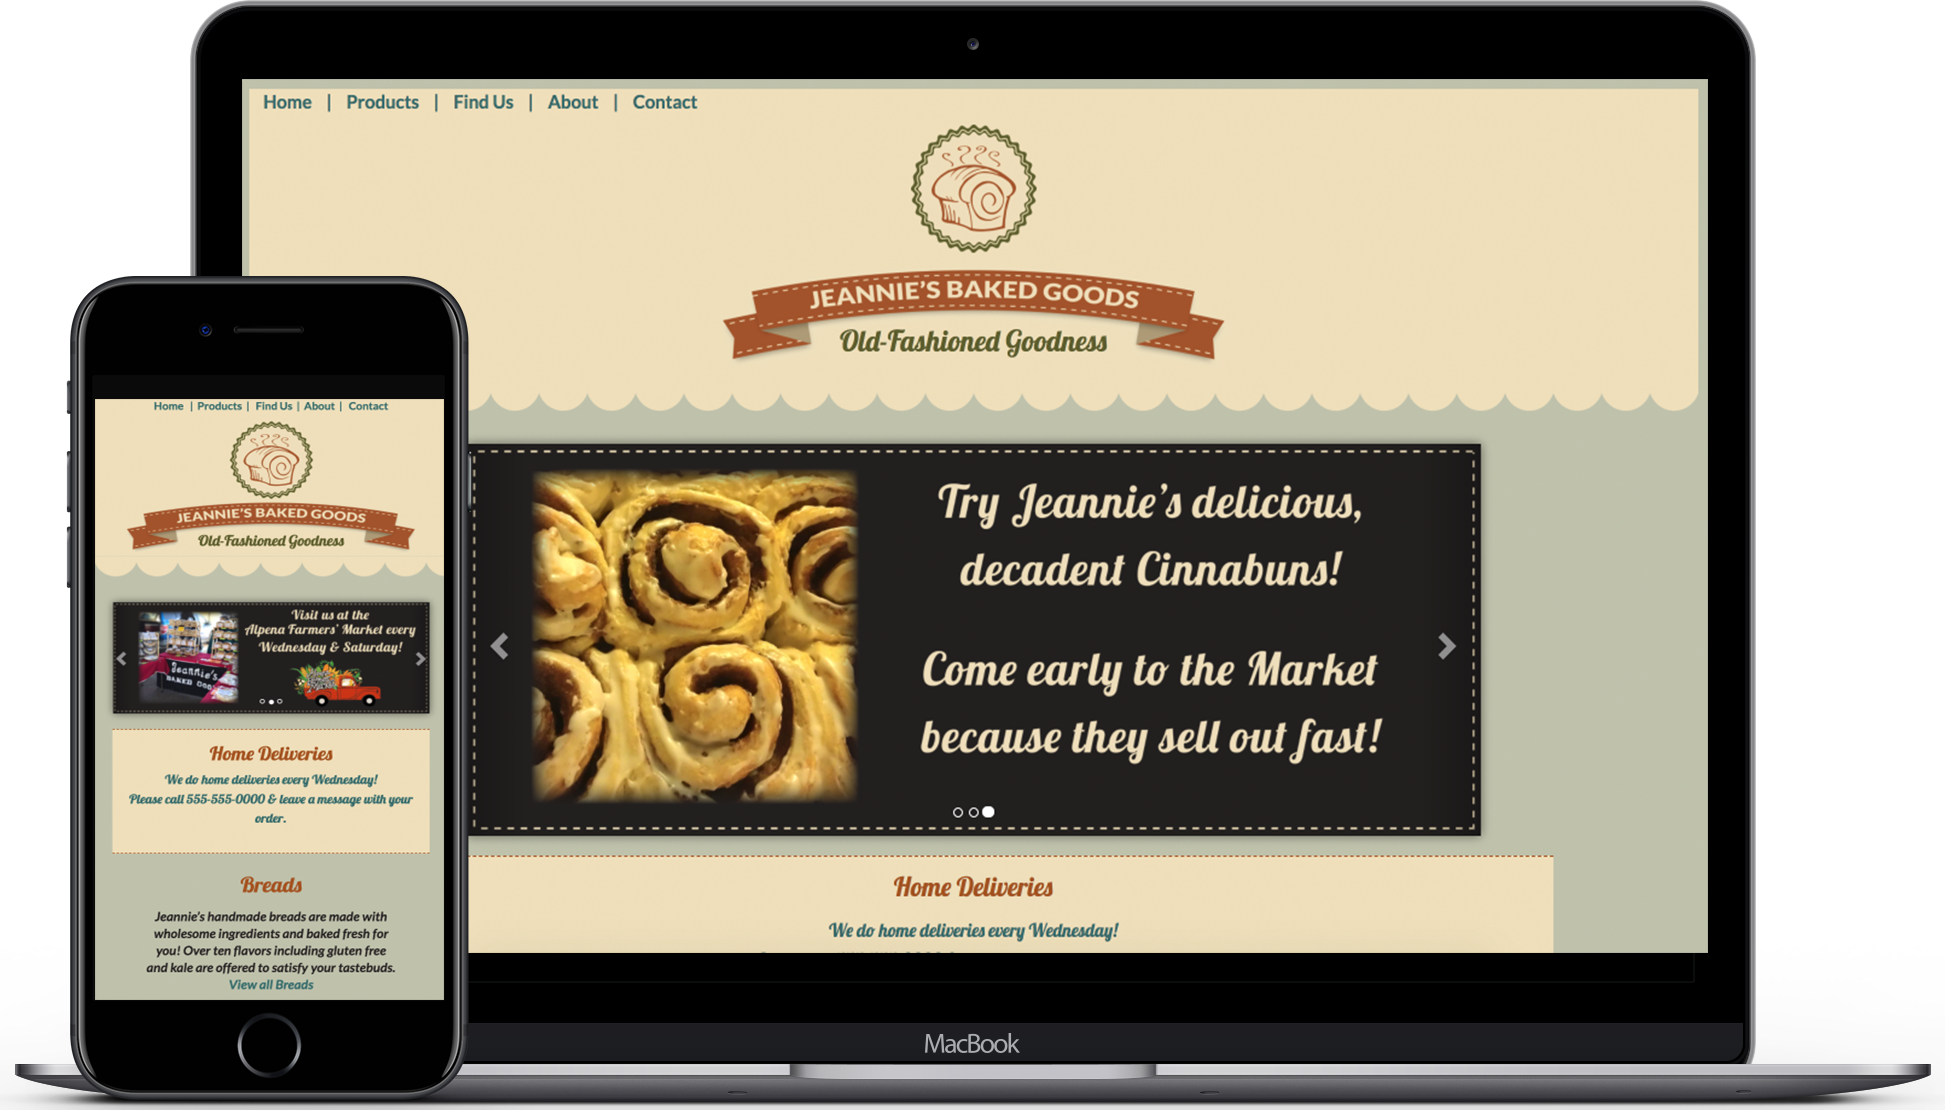 Home | Products | Find Us | About | Contact
JEANNIE'S BAKED GOODS
Old-Fashioned Goodness
Try Jeannie's delicious,
decadent Cinnabuns!
Come early to the Market
because they sell out fast!
Home Deliveries
We do home deliveries every Wednesday!
MacBook
Home | Products | Find Us | About | Contact
JEANNIE'S BAKED GOODS
Old-Fashioned Goodness
Visit us at the
Alpena Farmers' Market every
Wednesday & Saturday!
Jeannie's
BAKED GOODS
Home Deliveries
We do home deliveries every Wednesday!
Please call 555-555-0000 & leave a message with your
order.
Breads
Jeannie's handmade breads are made with
wholesome ingredients and baked fresh for
you! Over ten flavors including gluten free
and kale are offered to satisfy your tastebuds.
View all Breads